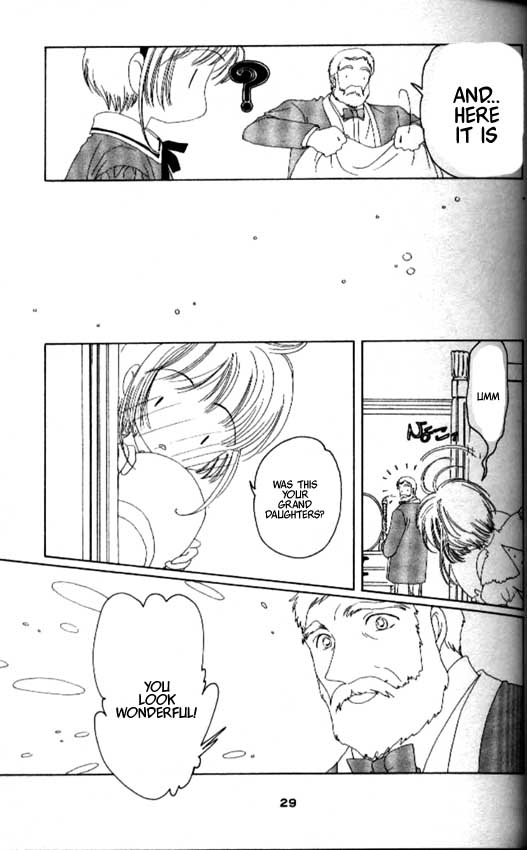 AND...
HERE
IT IS
?
UMM
WAS THIS
YOUR
GRAND
DAUGHTERS?
YOU
LOOK
WONDERFUL!
29